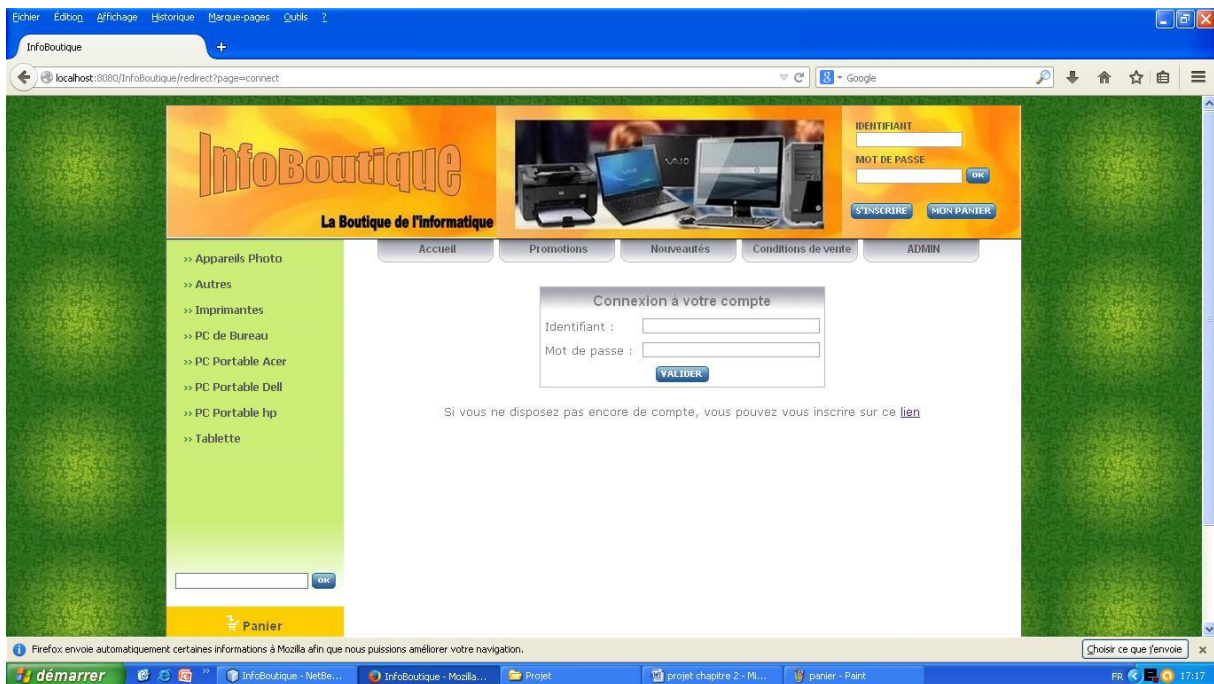 Fichier Édition Affichage Historique Marque-pages Outils ?
InfoBoutique +
localhost:8080/InfoBoutique/redirect?page=connect
8 Google
InfoBoutique
La Boutique de l'informatique
VAIO
IDENTIFIANT
MOT DE PASSE
OK
S'INSCRIRE MON PANIER
Accueil Promotions Nouveautés Conditions de vente ADMIN
›› Appareils Photo
›› Autres
›› Imprimantes
›› PC de Bureau
›› PC Portable Acer
›› PC Portable Dell
›› PC Portable hp
›› Tablette
OK
Panier
Connexion à votre compte
Identifiant :
Mot de passe :
VALIDER
Si vous ne disposez pas encore de compte, vous pouvez vous inscrire sur ce lien
Firefox envoie automatiquement certaines informations à Mozilla afin que nous puissions améliorer votre navigation.
Choisir ce que j'envoie
démarrer InfoBoutique - NetBe... InfoBoutique - Mozilla... Projet projet chapitre 2 - Mi... panier - Paint FR 17:17